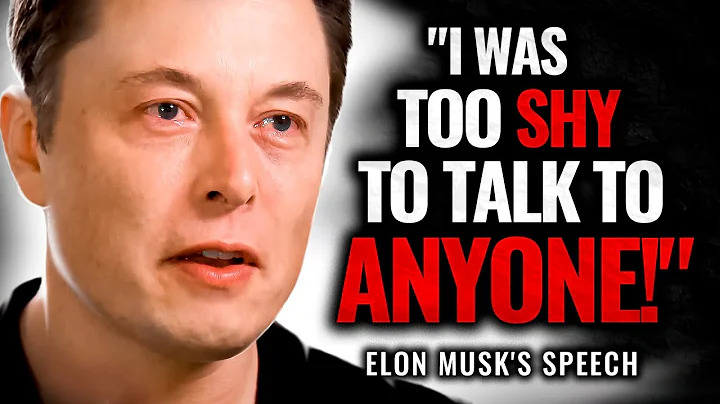 "I WAS
TOO SHY
TO TALK TO
ANYONE!"
ELON MUSK'S SPEECH